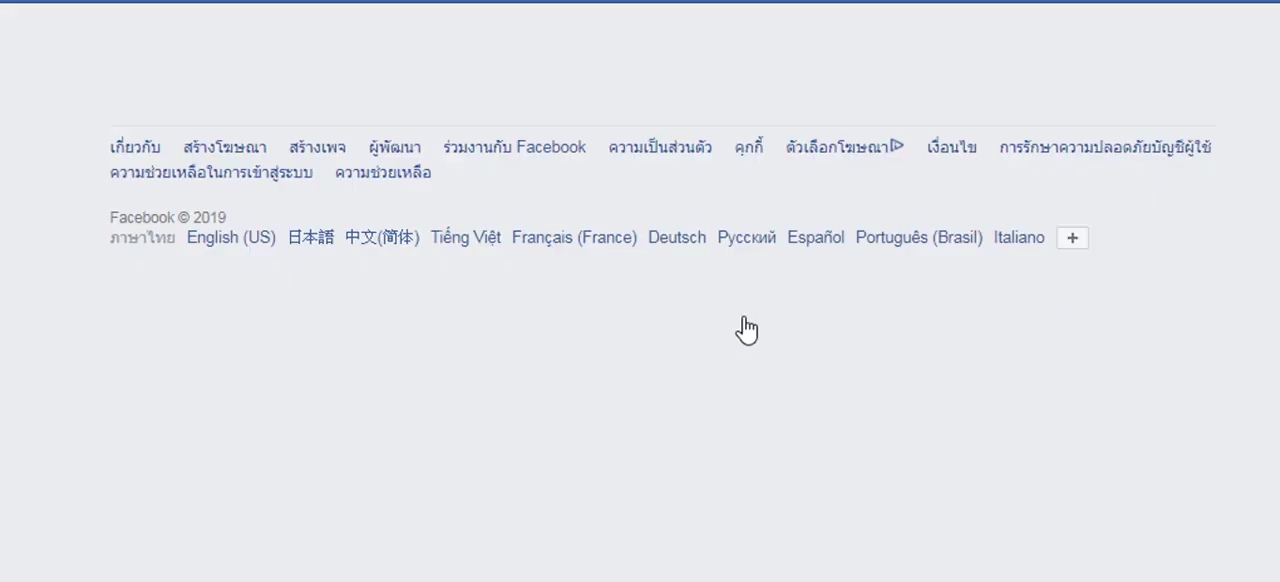 เกี่ยวกับ สร้างโฆษณา สร้างเพจ ผู้พัฒนา ร่วมงานกับ Facebook ความเป็นส่วนตัว คุกกี้ ตัวเลือกโฆษณา เงื่อนไข การรักษาความปลอดภัยบัญชีผู้ใช้
ความช่วยเหลือในการเข้าสู่ระบบ ความช่วยเหลือ
Facebook © 2019
ภาษาไทย English (US) 日本語 中文(简体) Tiếng Việt Français (France) Deutsch Русский Español Português (Brasil) Italiano +